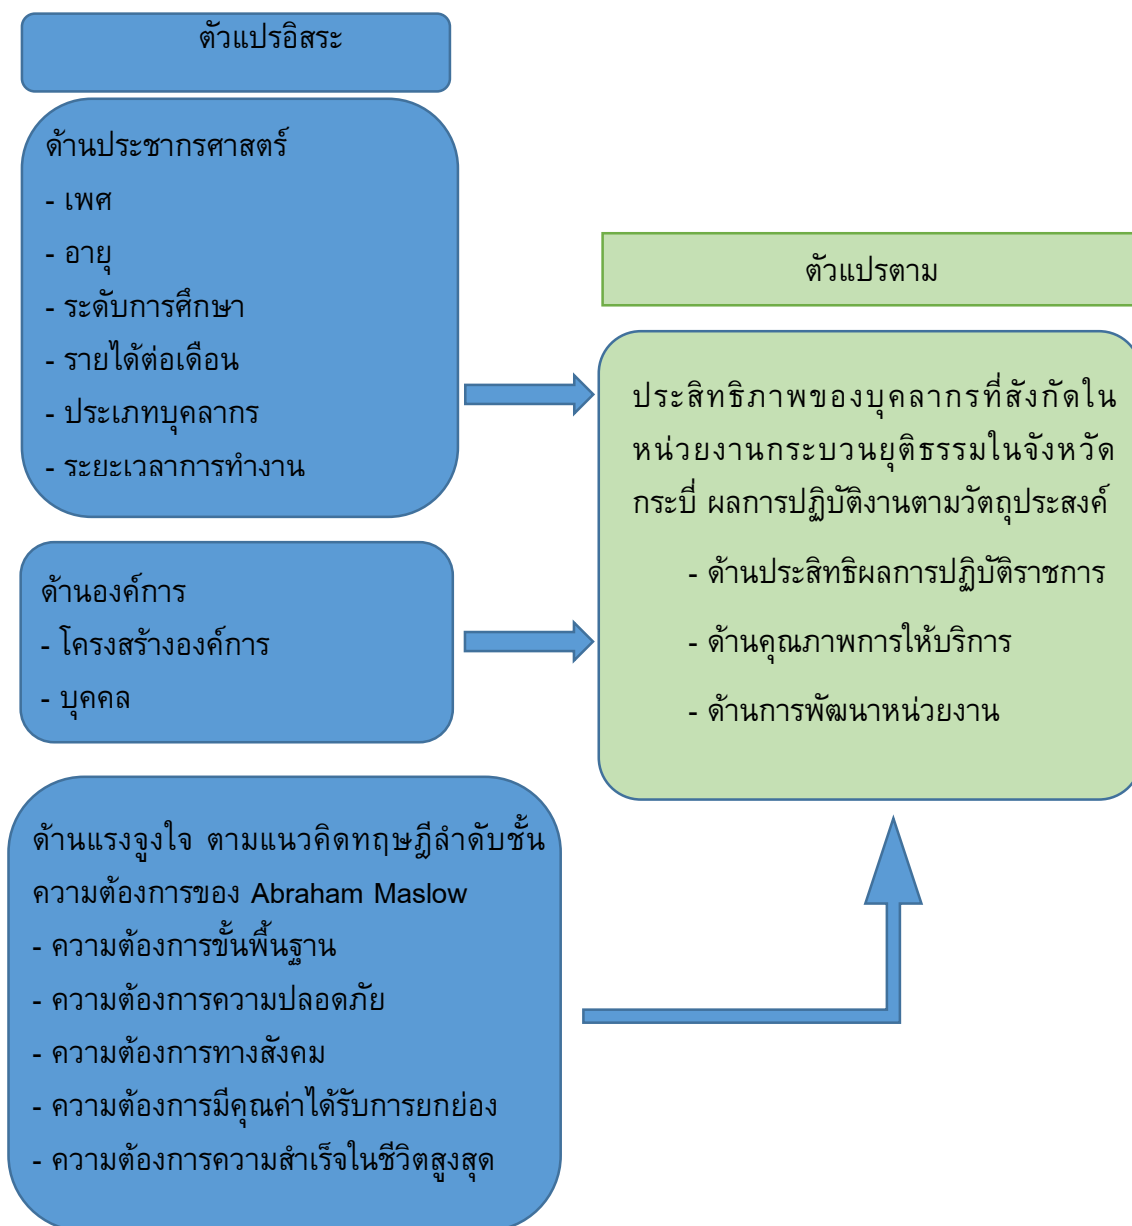 ตัวแปรอิสระ
ด้านประชากรศาสตร์
- เพศ
- อายุ
- ระดับการศึกษา
- รายได้ต่อเดือน
- ประเภทบุคลากร
- ระยะเวลาการทำงาน
ด้านองค์การ
- โครงสร้างองค์การ
- บุคคล
ด้านแรงจูงใจ ตามแนวคิดทฤษฎีลำดับชั้น
ความต้องการของ Abraham Maslow
- ความต้องการขั้นพื้นฐาน
- ความต้องการความปลอดภัย
- ความต้องการทางสังคม
- ความต้องการมีคุณค่าได้รับการยกย่อง
- ความต้องการความสำเร็จในชีวิตสูงสุด
ตัวแปรตาม
ประสิทธิภาพของบุคลากรที่สังกัดใน
หน่วยงานกระบวนยุติธรรมในจังหวัด
กระบี่ ผลการปฏิบัติงานตามวัตถุประสงค์
- ด้านประสิทธิผลการปฏิบัติราชการ
- ด้านคุณภาพการให้บริการ
- ด้านการพัฒนาหน่วยงาน